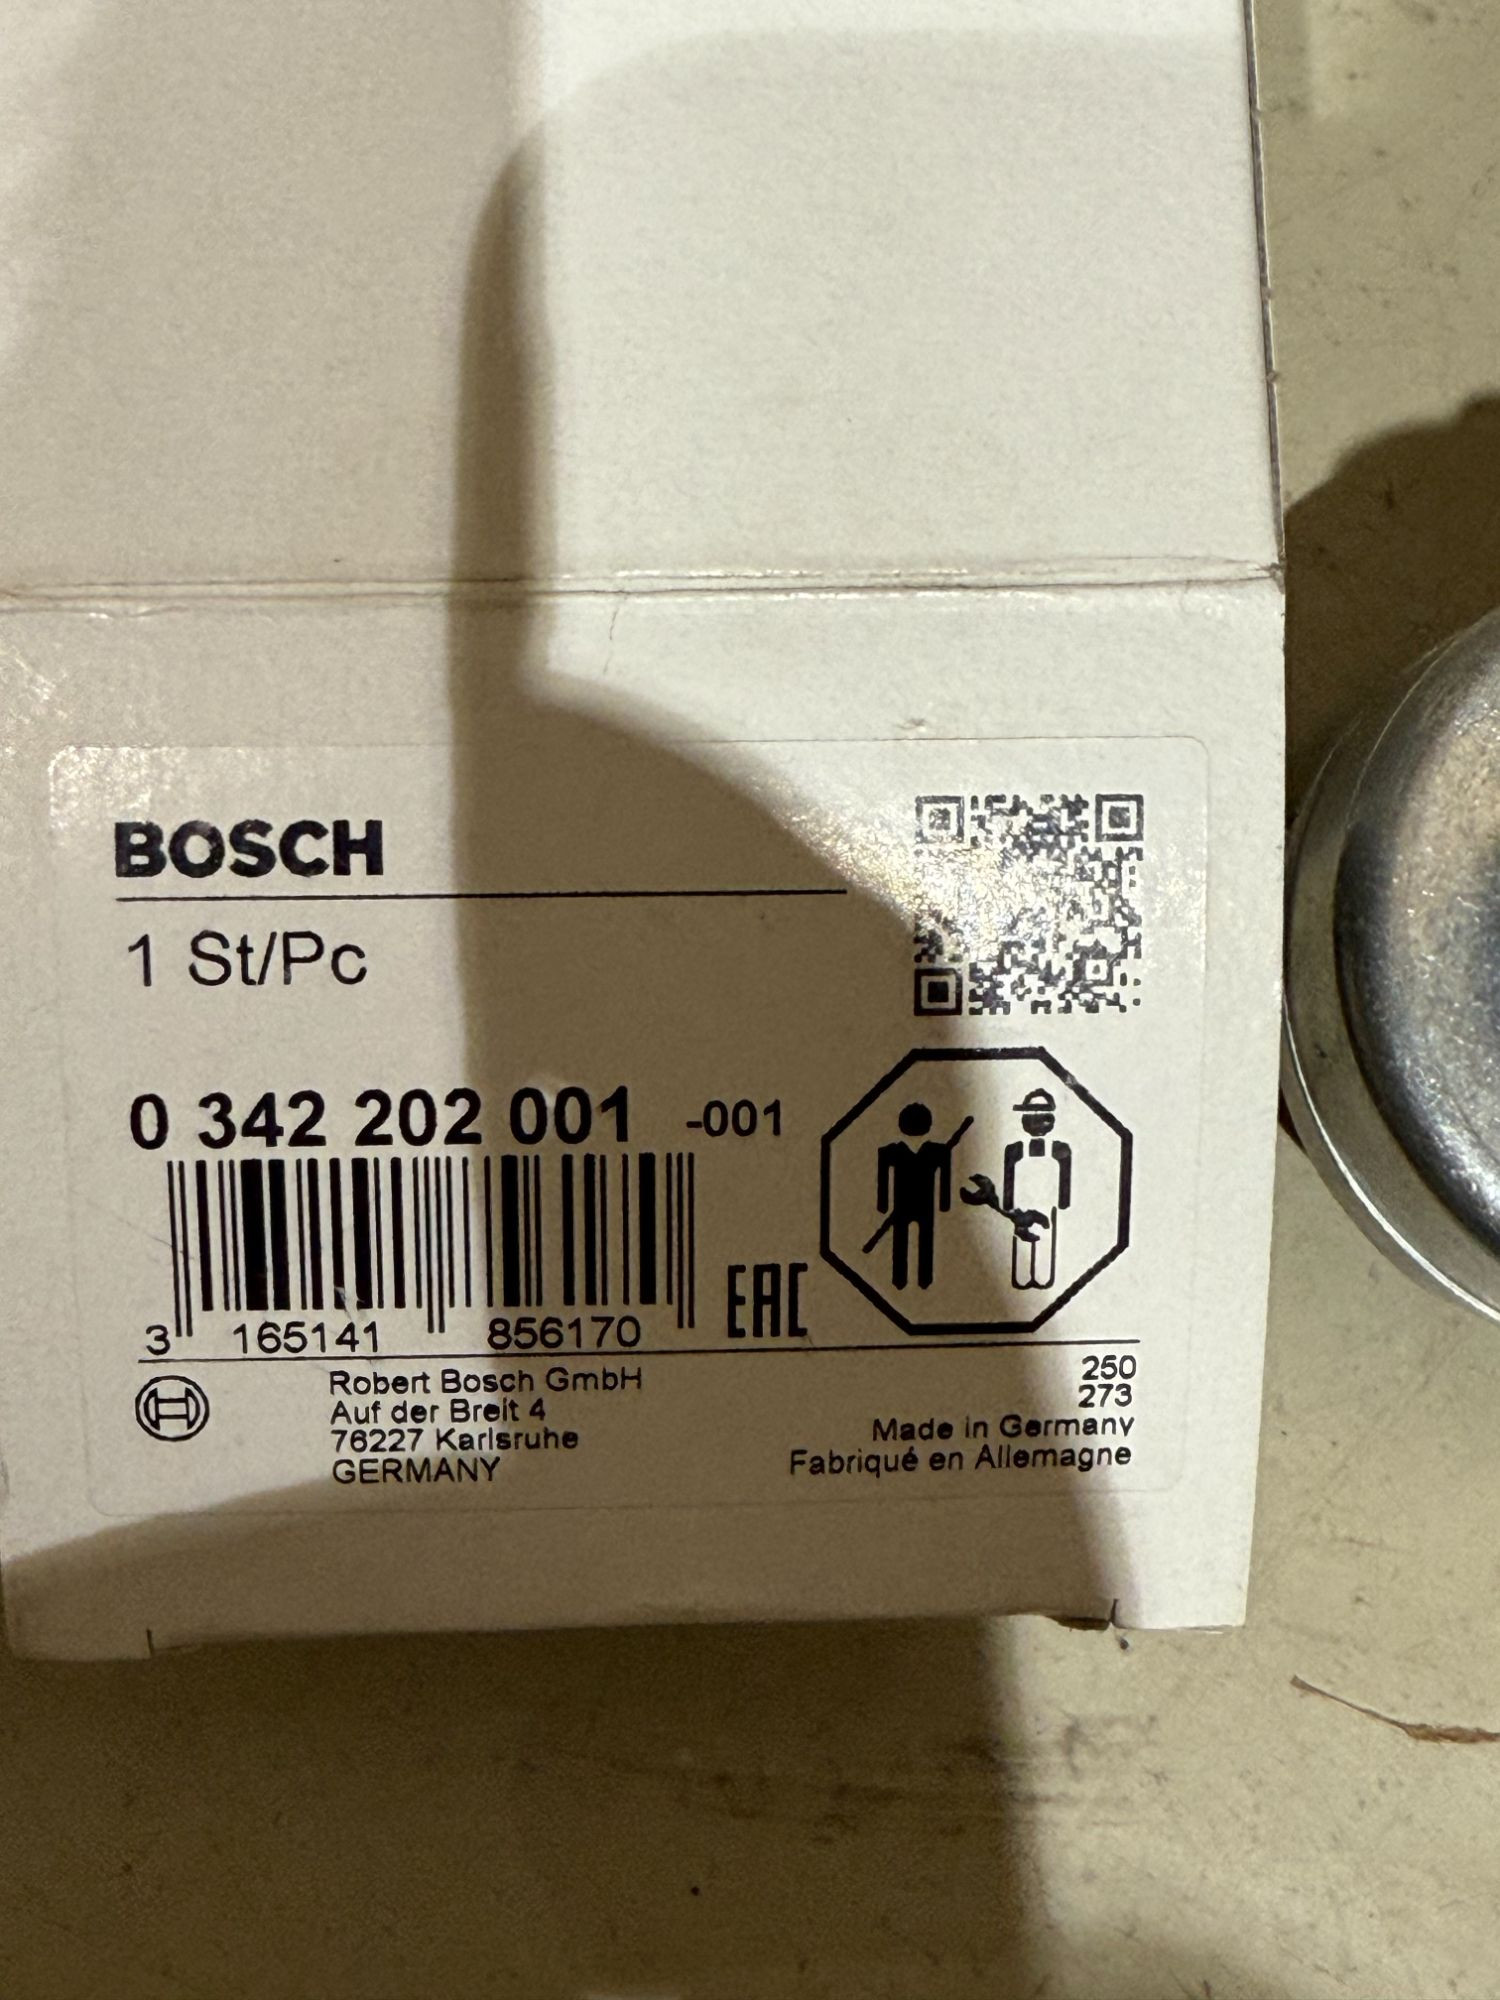 BOSCH
1 St/Pc
0 342 202 001 -001
3 165141 856170
EAC
Robert Bosch GmbH
Auf der Breit 4
76227 Karlsruhe
GERMANY
250
273
Made in Germany
Fabriqué en Allemagne